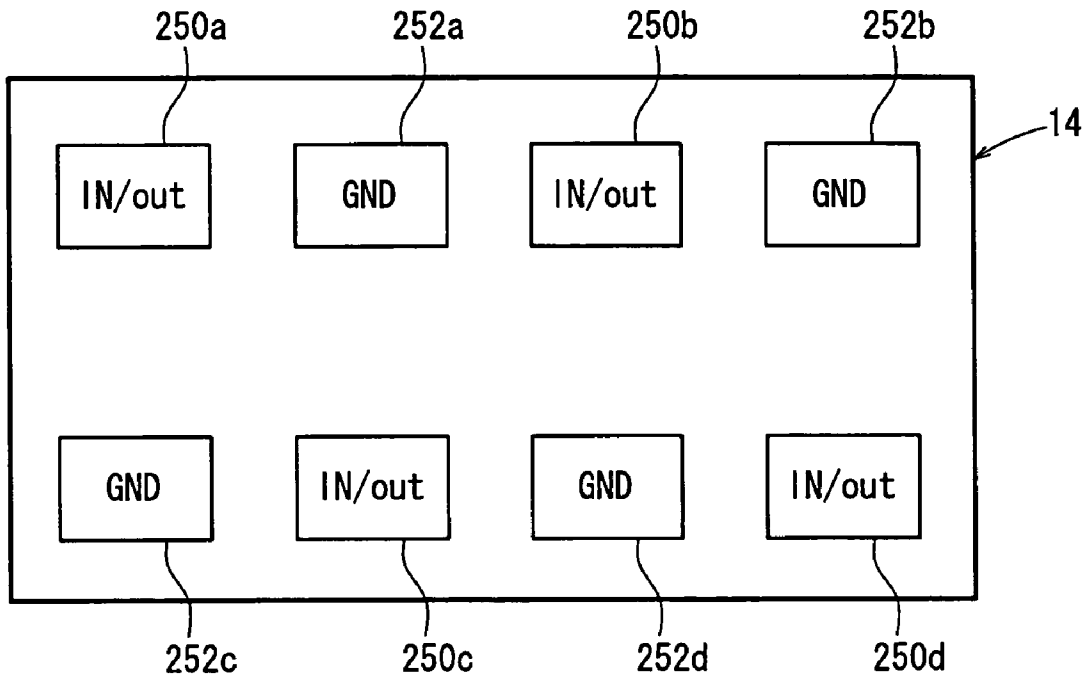 250a 252a 250b 252b
14
IN/out GND IN/out GND
GND IN/out GND IN/out
252c 250c 252d 250d